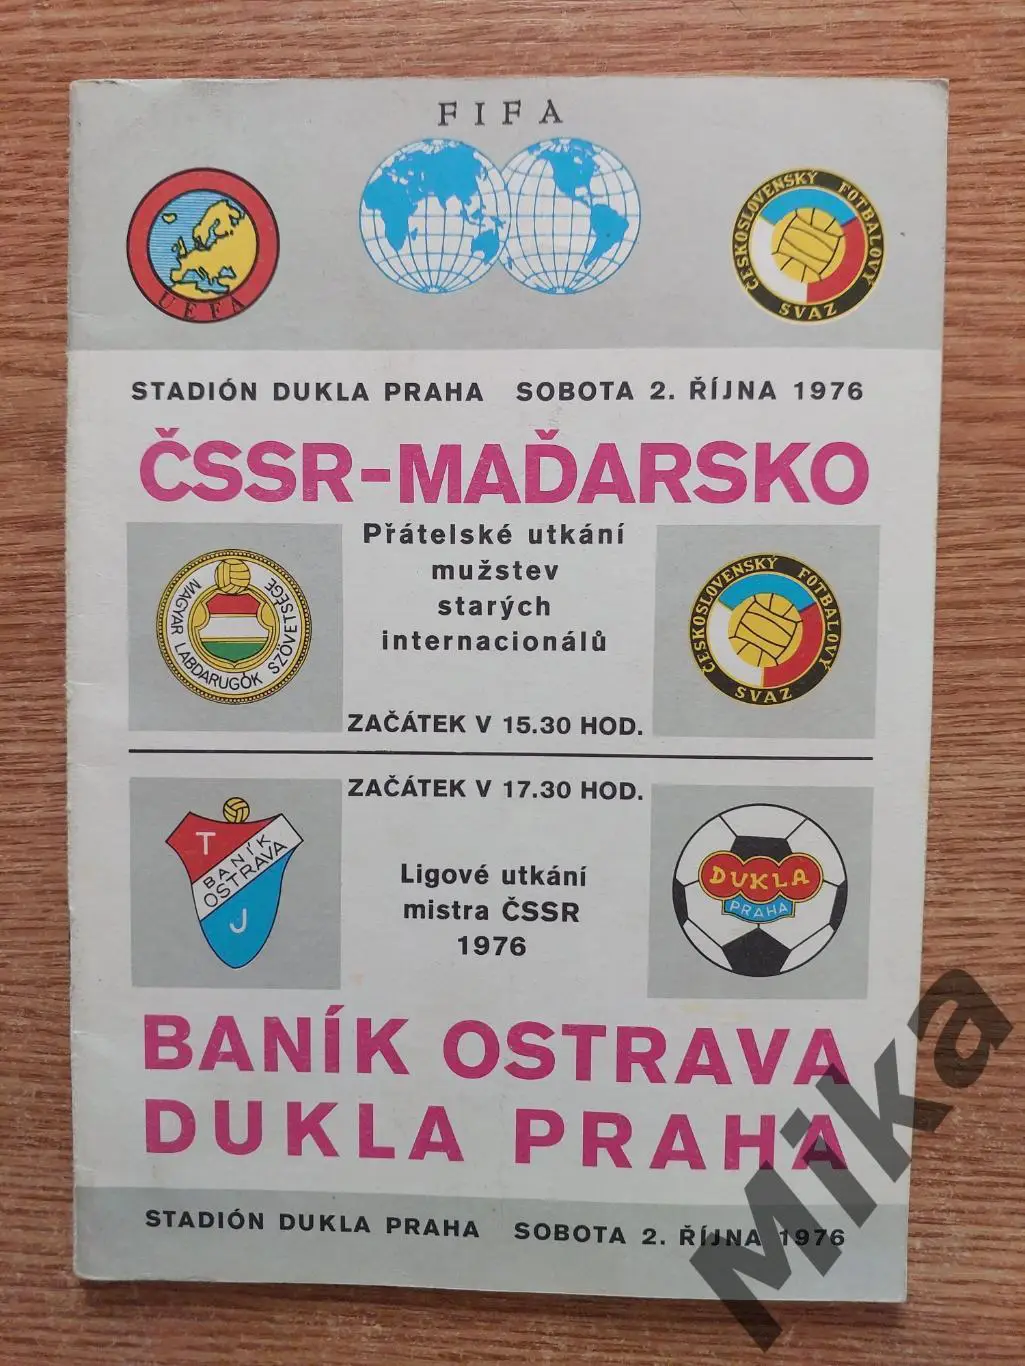 FIFA
UEFA
ČESKOSLOVENSKÝ FOTBALOVÝ SVAZ
STADIÓN DUKLA PRAHA SOBOTA 2. ŘÍJNA 1976
ČSSR-MAĎARSKO
Přátelské utkání
mužstev
starých
internacionálů
MAGYAR LABDARUGÓK SZÖVETSÉGE
ČESKOSLOVENSKÝ FOTBALOVÝ SVAZ
ZAČÁTEK V 15.30 HOD.
ZAČÁTEK V 17.30 HOD.
T
BANÍK
OSTRAVA
J
Ligové utkání
mistra ČSSR
1976
DUKLA
PRAHA
BANÍK OSTRAVA
DUKLA PRAHA
STADIÓN DUKLA PRAHA SOBOTA 2. ŘÍJNA 1976
Mika